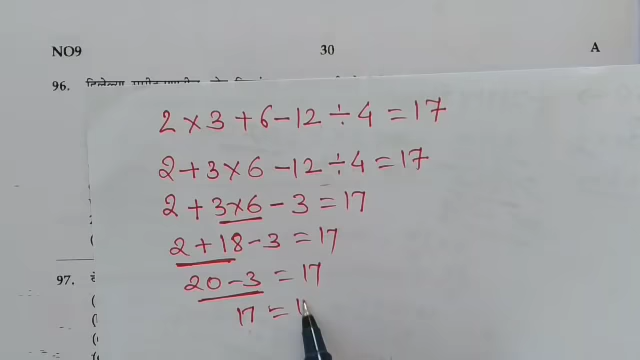 NO9 30 A
96.
2 × 3 + 6 - 12 ÷ 4 = 17
2 + 3 × 6 - 12 ÷ 4 = 17
2 + 3×6 - 3 = 17
2 + 18 - 3 = 17
20 - 3 = 17
97.
17 =